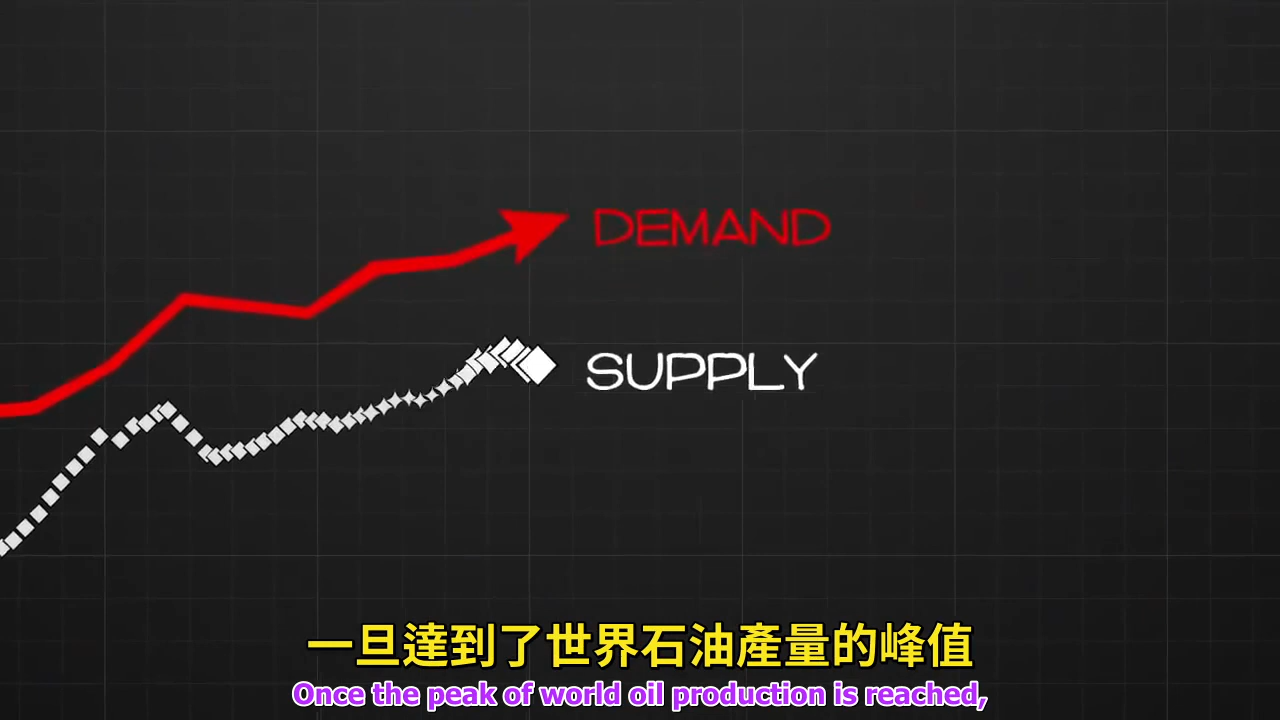 DEMAND
SUPPLY
一旦達到了世界石油產量的峰值
Once the peak of world oil production is reached,